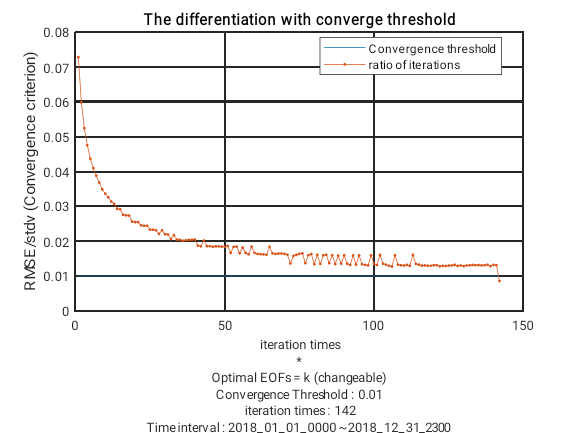 The differentiation with converge threshold
Convergence threshold
ratio of iterations
RMSE/stdv (Convergence criterion)
0.08
0.07
0.06
0.05
0.04
0.03
0.02
0.01
0
0 50 100 150
iteration times
*
Optimal EOFs = k (changeable)
Convergence Threshold : 0.01
iteration times : 142
Time interval : 2018_01_01_0000 ~ 2018_12_31_2300